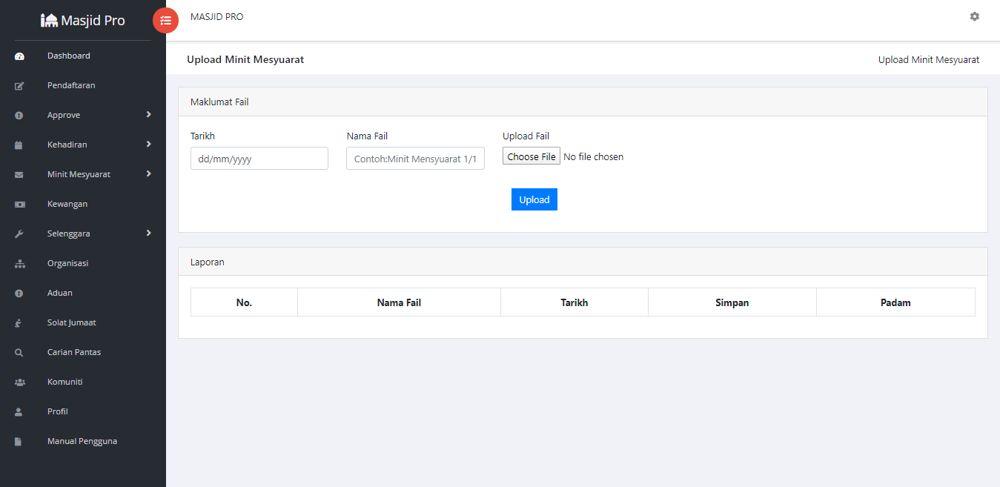 Masjid Pro
MASJID PRO
Dashboard
Pendaftaran
Approve
Kehadiran
Minit Mesyuarat
Kewangan
Selenggara
Organisasi
Aduan
Solat Jumaat
Carian Pantas
Komuniti
Profil
Manual Pengguna
Upload Minit Mesyuarat
Upload Minit Mesyuarat
Maklumat Fail
Tarikh
Nama Fail
Upload Fail
dd/mm/yyyy
Contoh:Minit Mensyuarat 1/1
Choose File No file chosen
Upload
Laporan
No.
Nama Fail
Tarikh
Simpan
Padam